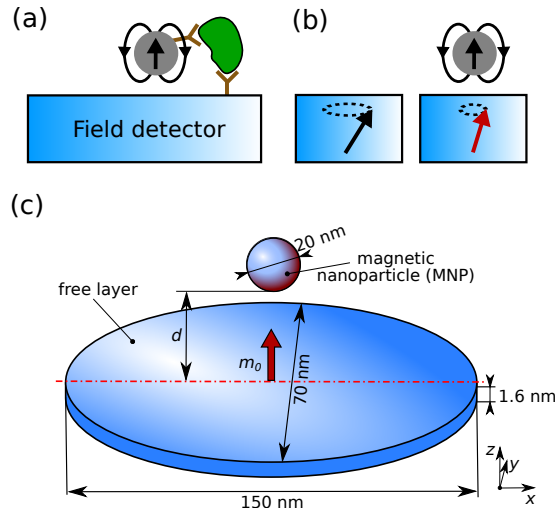 (a)
(b)
Field detector
(c)
20 nm
magnetic
nanoparticle (MNP)
free layer
d
m0
70 nm
1.6 nm
z
y
x
150 nm